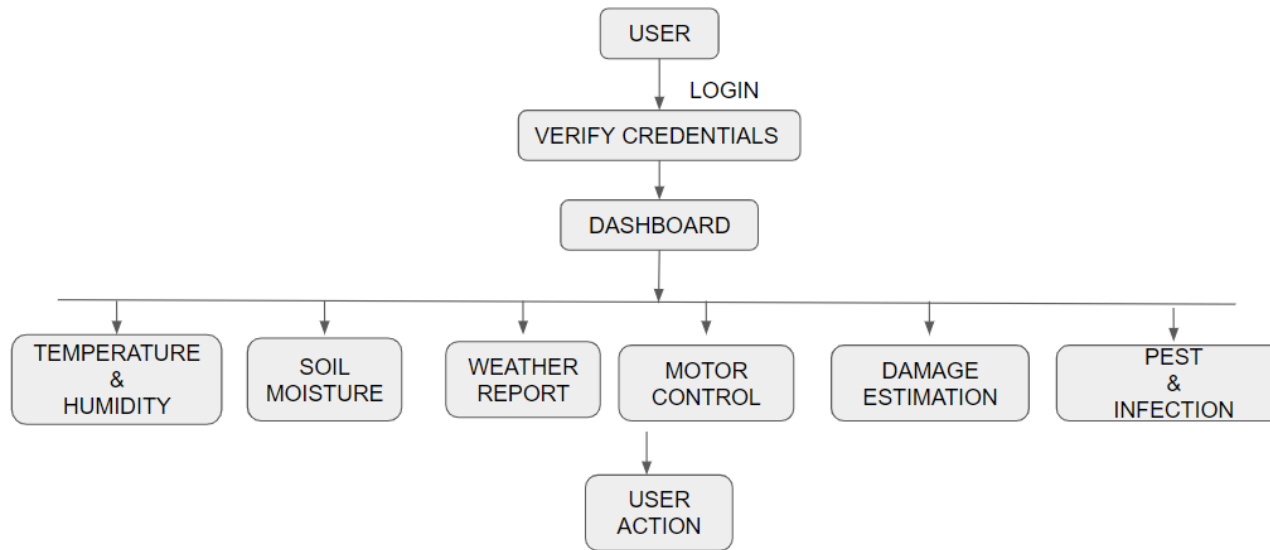 USER
LOGIN
VERIFY CREDENTIALS
DASHBOARD
TEMPERATURE
&
HUMIDITY
SOIL
MOISTURE
WEATHER
REPORT
MOTOR
CONTROL
DAMAGE
ESTIMATION
PEST
&
INFECTION
USER
ACTION